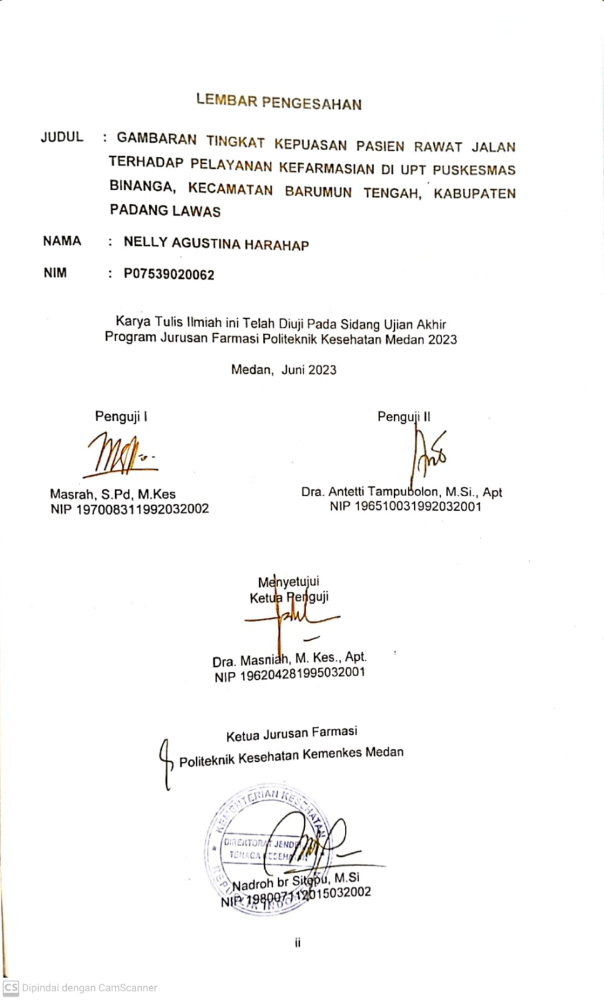 LEMBAR PENGESAHAN
JUDUL : GAMBARAN TINGKAT KEPUASAN PASIEN RAWAT JALAN
TERHADAP PELAYANAN KEFARMASIAN DI UPT PUSKESMAS
BINANGA, KECAMATAN BARUMUN TENGAH, KABUPATEN
PADANG LAWAS
NAMA : NELLY AGUSTINA HARAHAP
NIM : P07539020062
Karya Tulis Ilmiah ini Telah Diuji Pada Sidang Ujian Akhir
Program Jurusan Farmasi Politeknik Kesehatan Medan 2023
Medan, Juni 2023
Penguji I
Masrah, S.Pd, M.Kes
NIP 197008311992032002
Penguji II
Dra. Antetti Tampubolon, M.Si., Apt
NIP 196510031992032001
Menyetujui
Ketua Penguji
Dra. Masniah, M. Kes., Apt.
NIP 196204281995032001
Ketua Jurusan Farmasi
Politeknik Kesehatan Kemenkes Medan
KEMENTERIAN KESEHATAN
DIREKTORAT JENDE
TENAGA KESEHATAN
REPUBLIK INDONESIA
Nadroh br Sitepu, M.Si
NIP 198007112015032002
ii
CS Dipindai dengan CamScanner